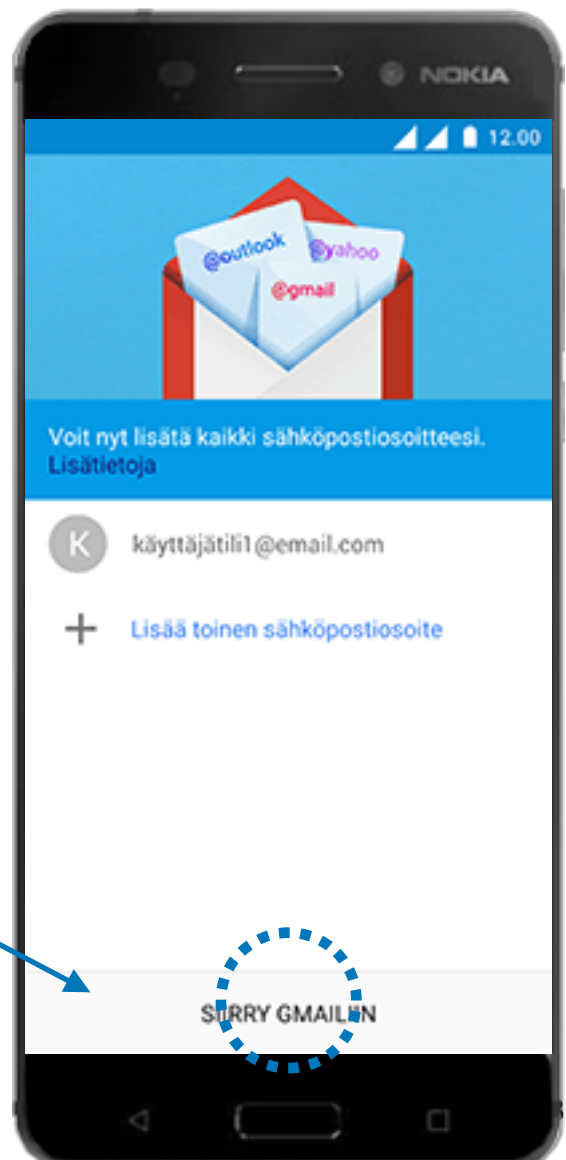 NOKIA
12.00
@outlook
@yahoo
@gmail
Voit nyt lisätä kaikki sähköpostiosoitteesi.
Lisätietoja
K
käyttäjätili1@email.com
Lisää toinen sähköpostiosoite
SIIRRY GMAILIIN